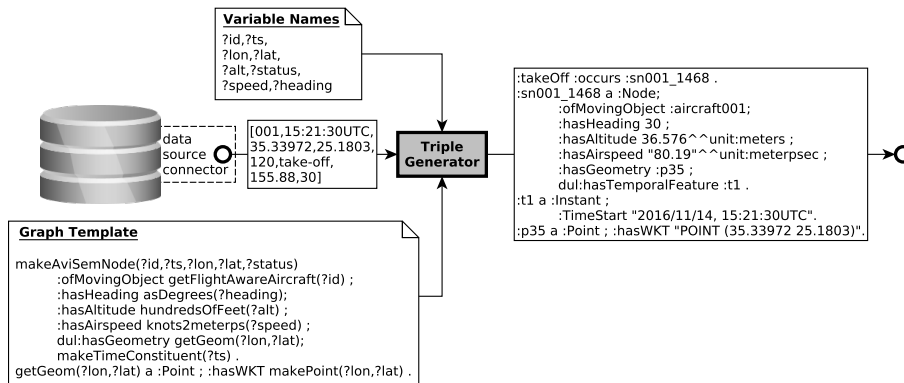 Variable Names
?id,?ts,
?lon,?lat,
?alt,?status,
?speed,?heading
data
source
connector
[001,15:21:30UTC,
35.33972,25.1803,
120,take-off,
155.88,30]
Triple
Generator
:takeOff :occurs :sn001_1468 .
:sn001_1468 a :Node;
:ofMovingObject :aircraft001;
:hasHeading 30 ;
:hasAltitude 36.576^^unit:meters ;
:hasAirspeed "80.19"^^unit:meterpsec ;
:hasGeometry :p35 ;
dul:hasTemporalFeature :t1 .
:t1 a :Instant ;
:TimeStart "2016/11/14, 15:21:30UTC".
:p35 a :Point ; :hasWKT "POINT (35.33972 25.1803)".
Graph Template
makeAviSemNode(?id,?ts,?lon,?lat,?status)
:ofMovingObject getFlightAwareAircraft(?id) ;
:hasHeading asDegrees(?heading);
:hasAltitude hundredsOfFeet(?alt) ;
:hasAirspeed knots2meterps(?speed) ;
dul:hasGeometry getGeom(?lon,?lat);
makeTimeConstituent(?ts) .
getGeom(?lon,?lat) a :Point ; :hasWKT makePoint(?lon,?lat) .